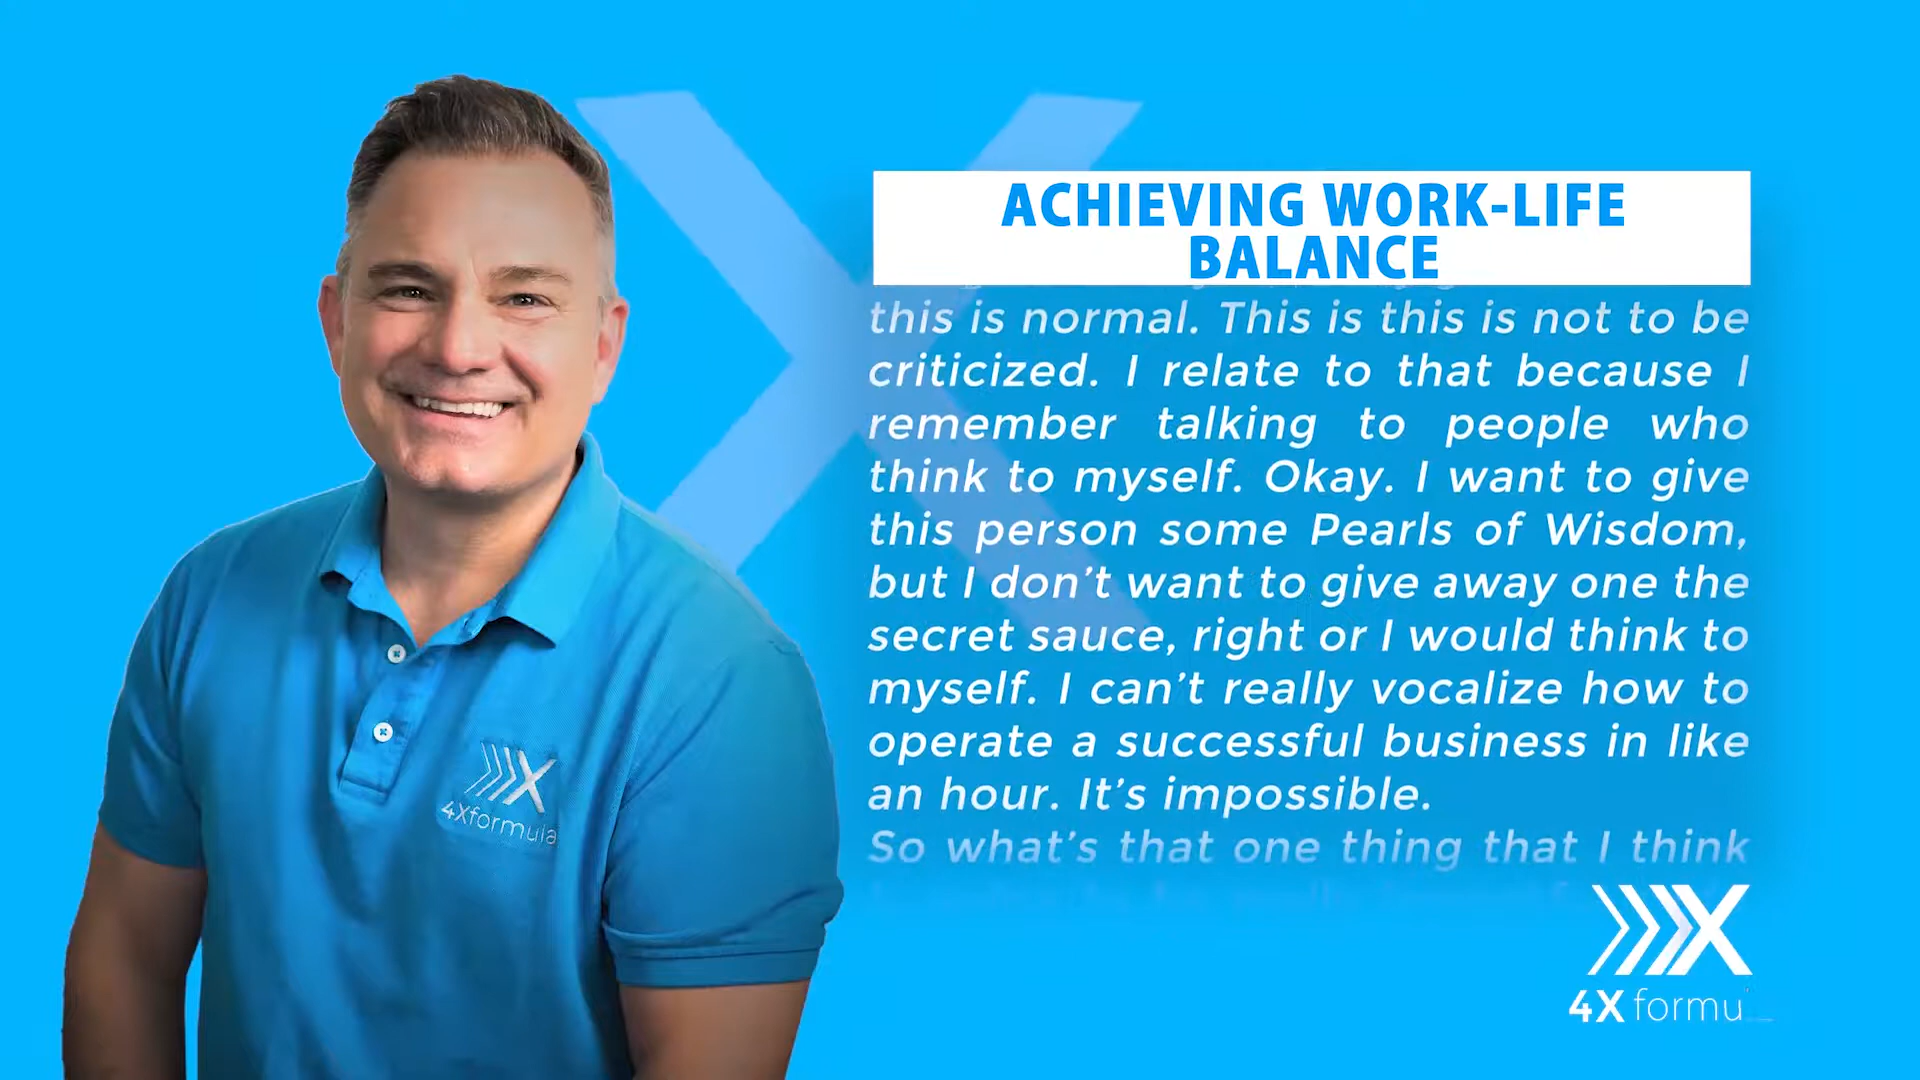 ACHIEVING WORK-LIFE
BALANCE
this is normal. This is this is not to be
criticized. I relate to that because I
remember talking to people who
think to myself. Okay. I want to give
this person some Pearls of Wisdom,
but I don't want to give away one the
secret sauce, right or I would think to
myself. I can't really vocalize how to
operate a successful business in like
an hour. It's impossible.
So what's that one thing that I think
4Xformula
4X formu